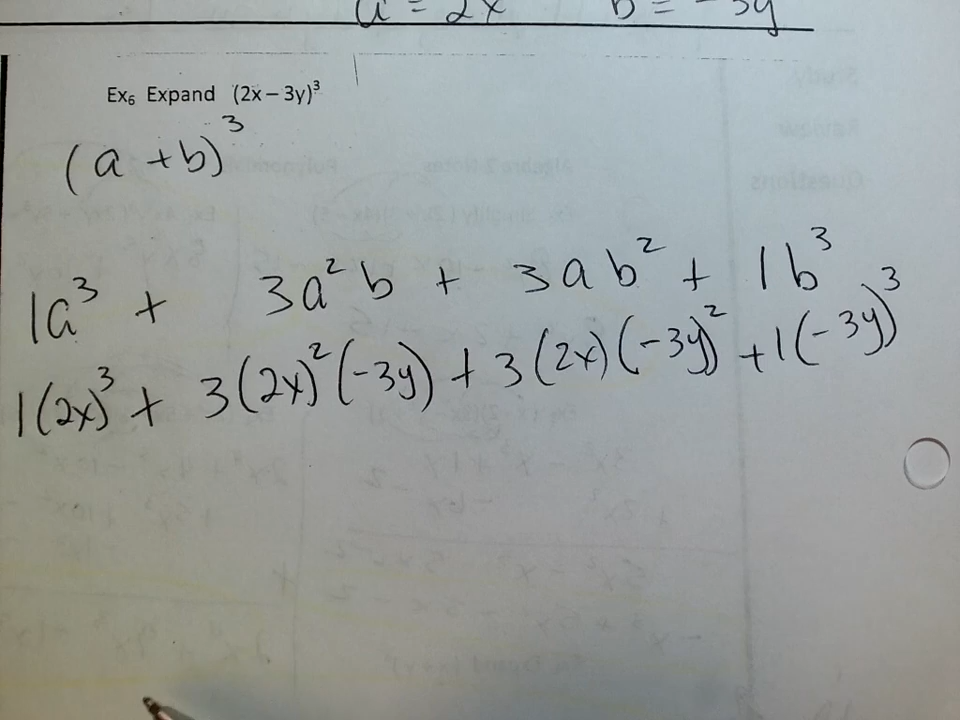 a = 2x b = -3y
Ex₆ Expand (2x – 3y)³
(a + b)³
1a³ + 3a²b + 3ab² + 1b³
1(2x)³ + 3(2x)²(-3y) + 3(2x)(-3y)² + 1(-3y)³